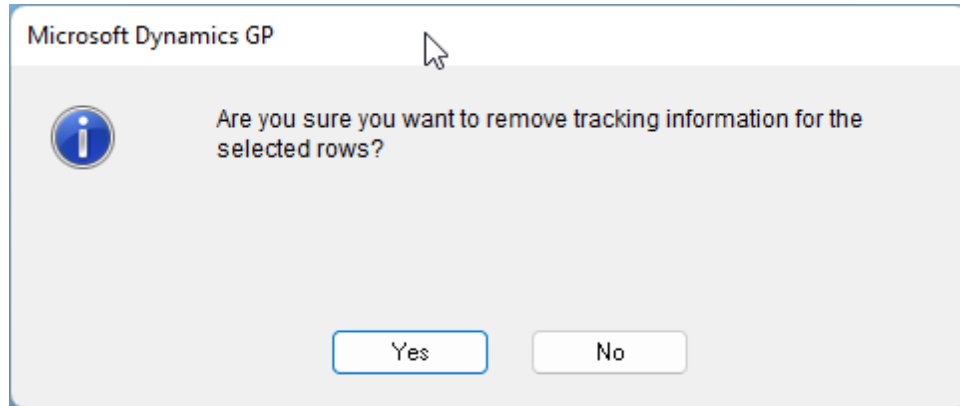 Microsoft Dynamics GP
Are you sure you want to remove tracking information for the
selected rows?
Yes
No